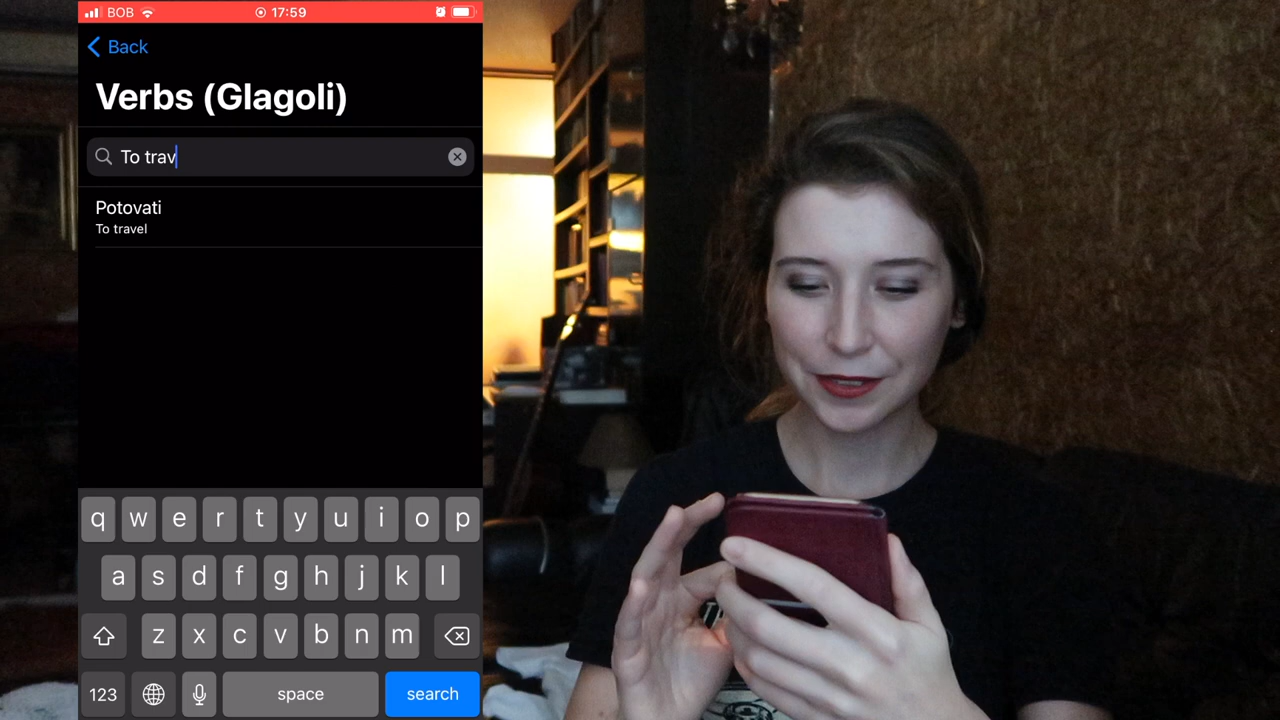 BOB 17:59
Back
Verbs (Glagoli)
To trav
Potovati
To travel
q w e r t y u i o p
a s d f g h j k l
z x c v b n m
123 space search